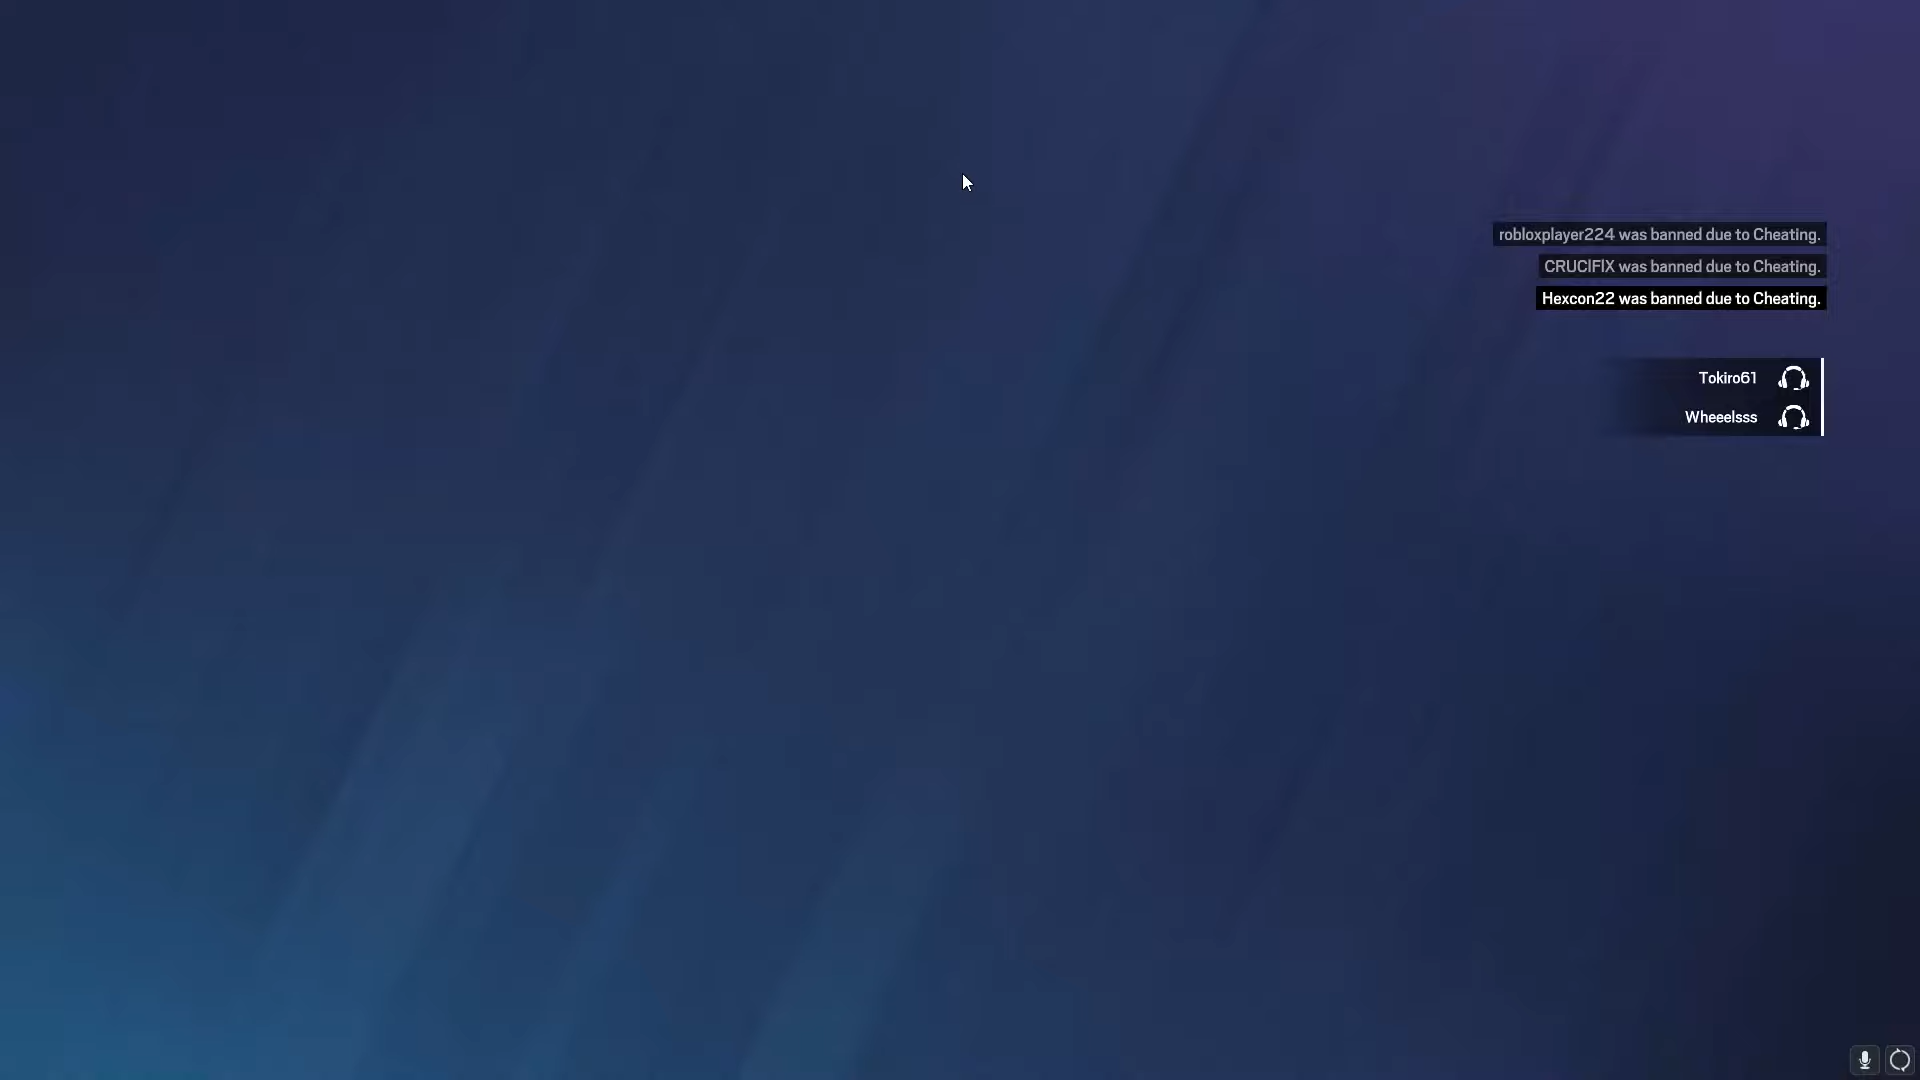 robloxplayer224 was banned due to Cheating.
CRUCIFIX was banned due to Cheating.
Hexcon22 was banned due to Cheating.
Tokiro61
Wheeelsss